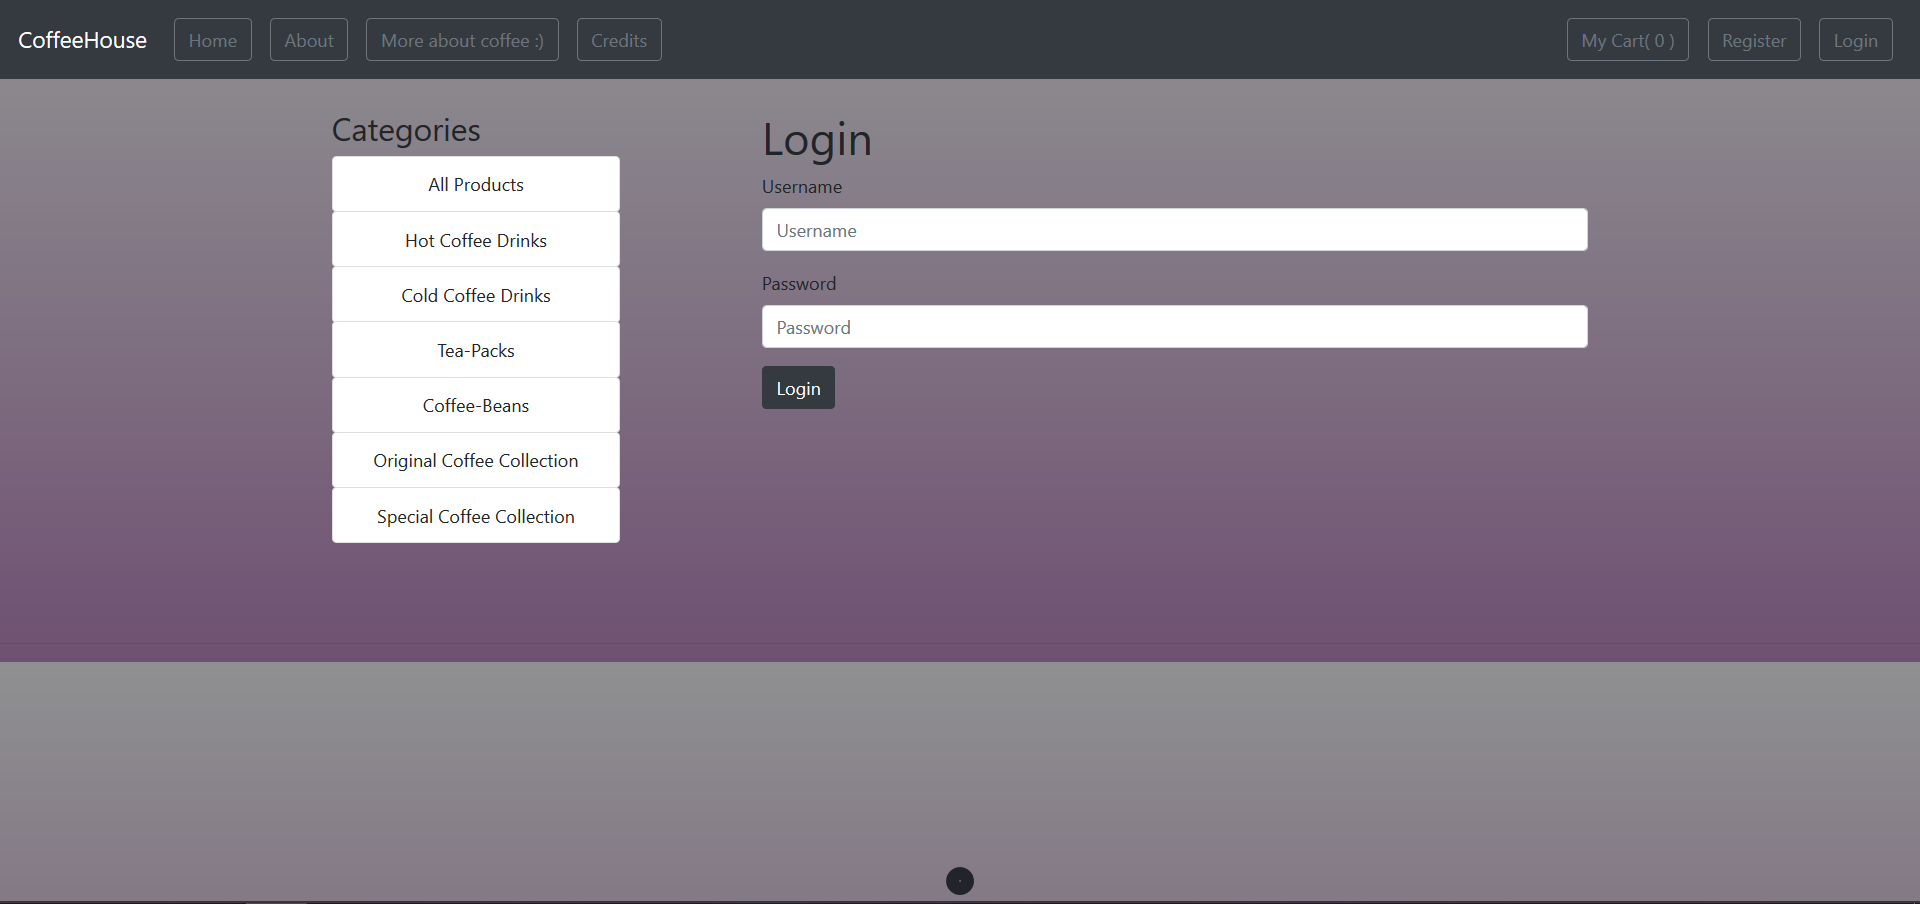 CoffeeHouse Home About More about coffee :) Credits My Cart( 0 ) Register Login
Categories
All Products
Hot Coffee Drinks
Cold Coffee Drinks
Tea-Packs
Coffee-Beans
Original Coffee Collection
Special Coffee Collection
Login
Username
Username
Password
Password
Login